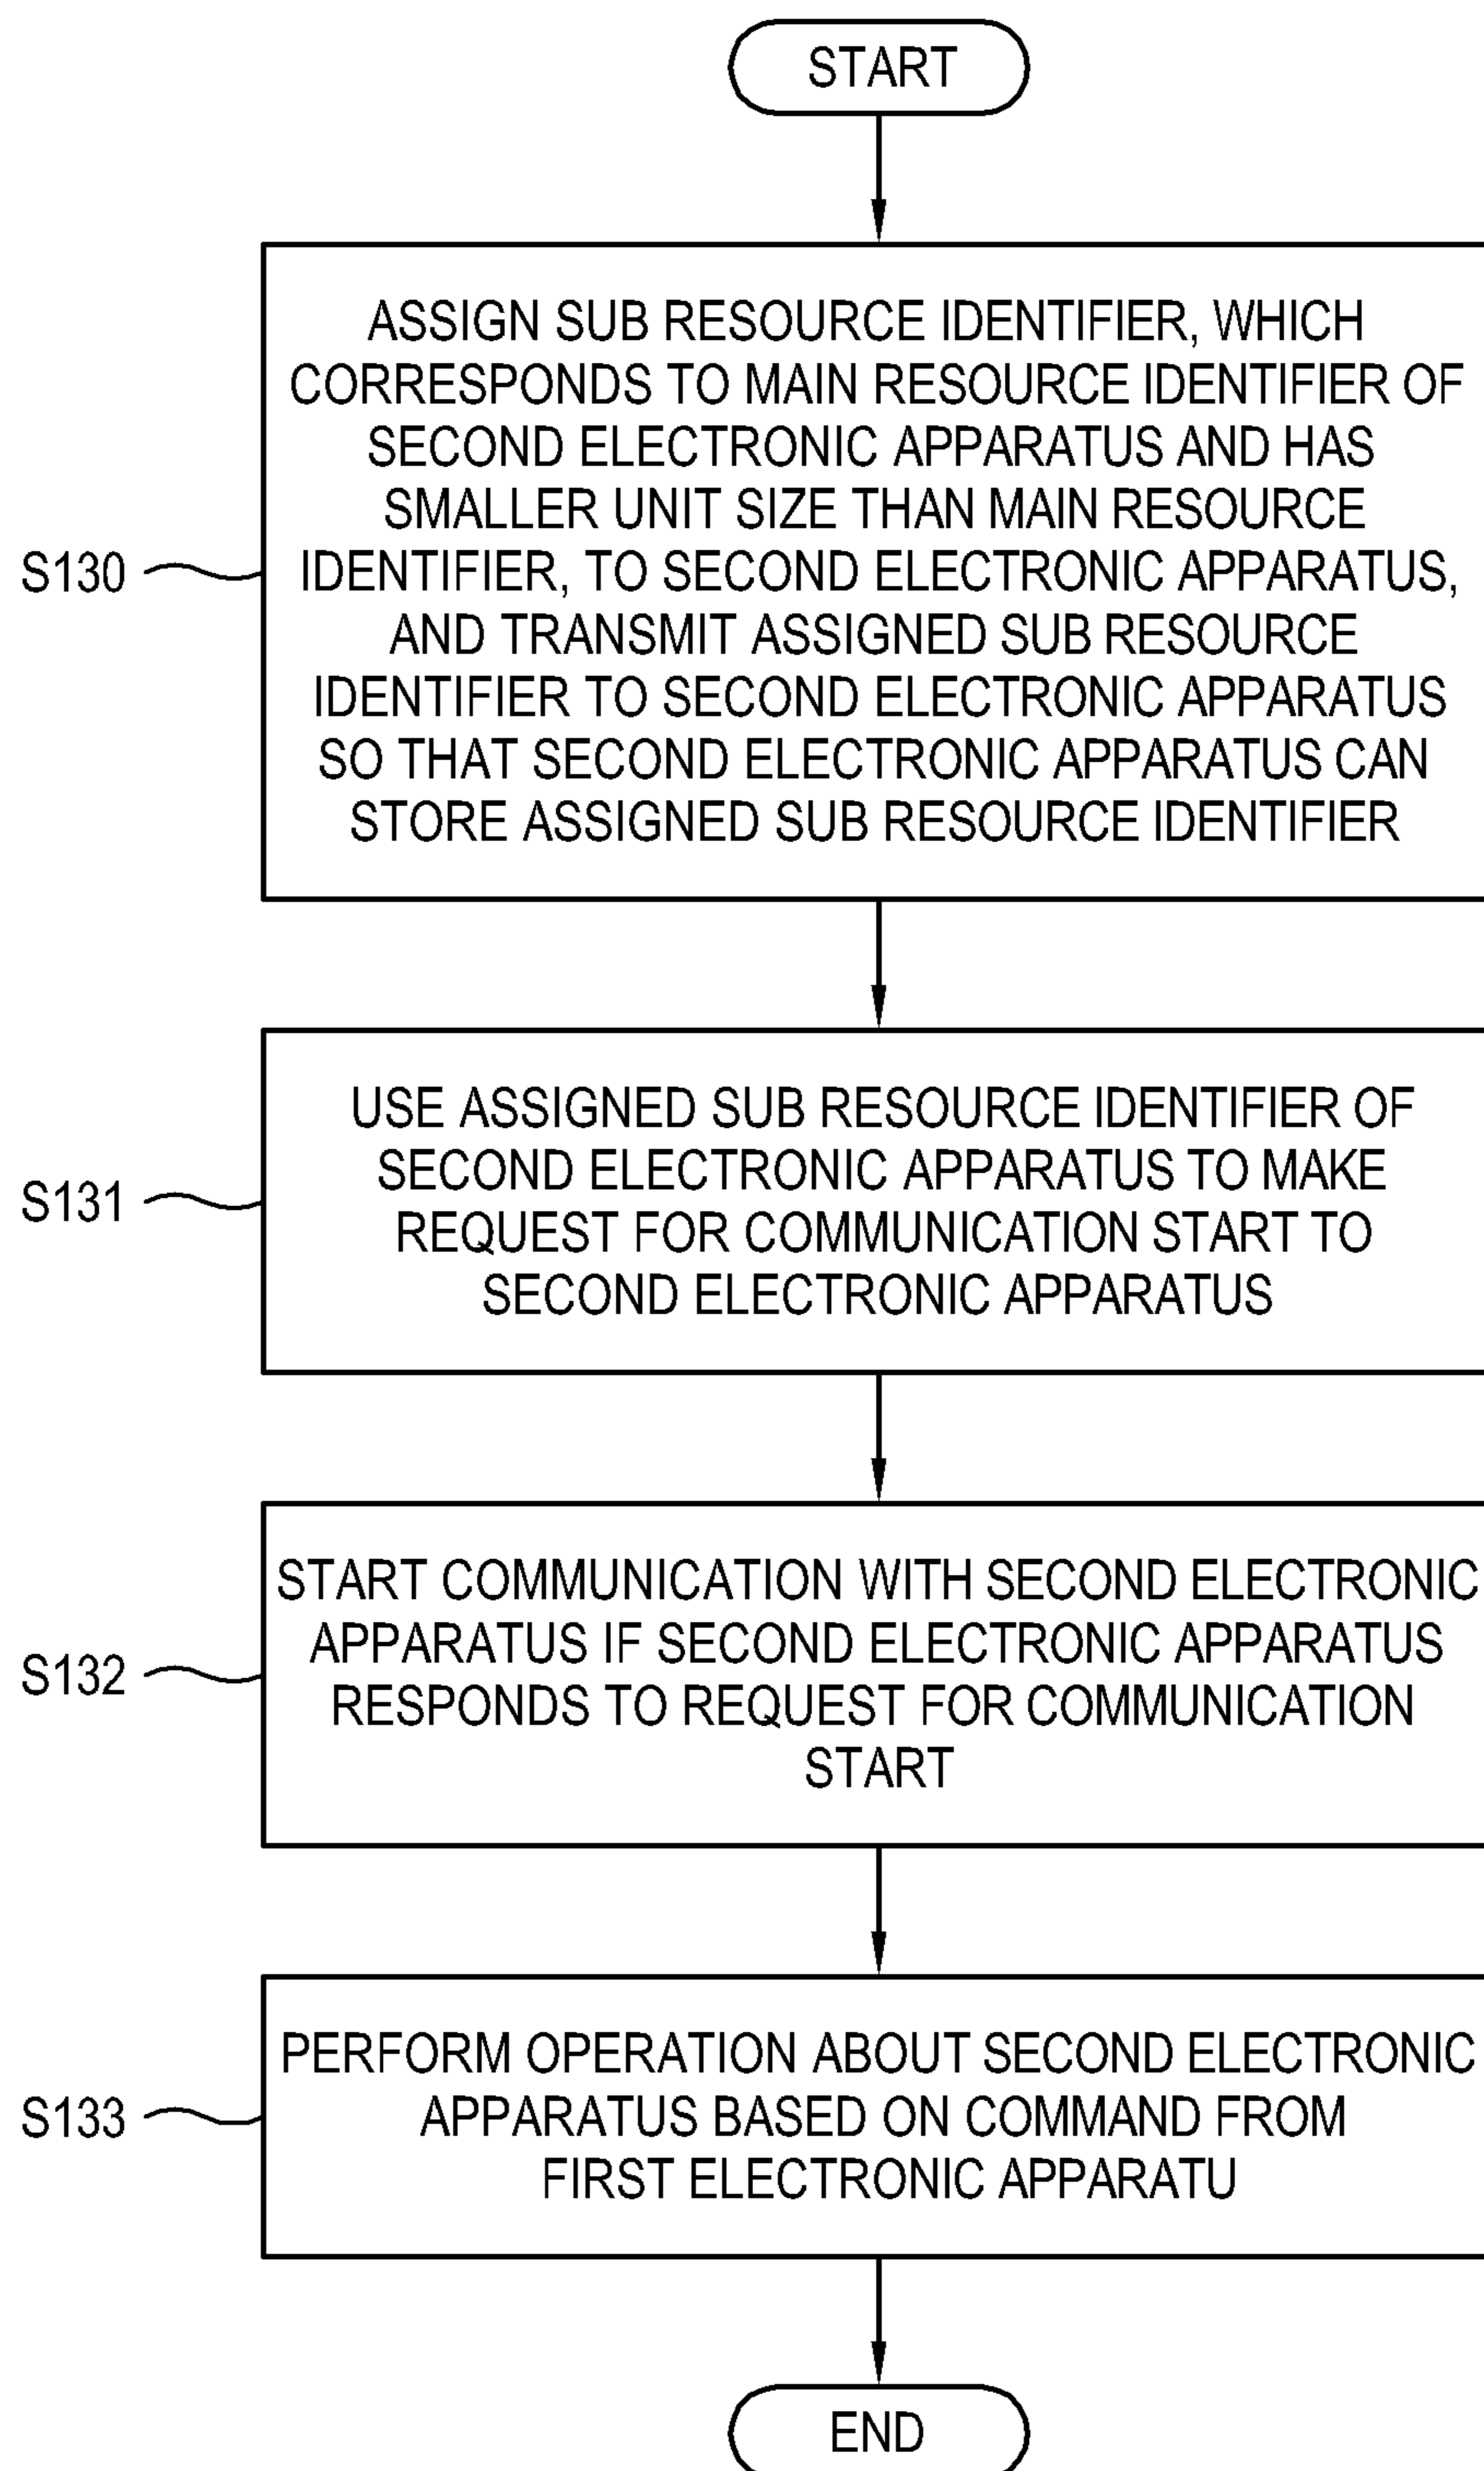 START
ASSIGN SUB RESOURCE IDENTIFIER, WHICH
CORRESPONDS TO MAIN RESOURCE IDENTIFIER OF
SECOND ELECTRONIC APPARATUS AND HAS
SMALLER UNIT SIZE THAN MAIN RESOURCE
IDENTIFIER, TO SECOND ELECTRONIC APPARATUS,
AND TRANSMIT ASSIGNED SUB RESOURCE
IDENTIFIER TO SECOND ELECTRONIC APPARATUS
SO THAT SECOND ELECTRONIC APPARATUS CAN
STORE ASSIGNED SUB RESOURCE IDENTIFIER
S130
USE ASSIGNED SUB RESOURCE IDENTIFIER OF
SECOND ELECTRONIC APPARATUS TO MAKE
REQUEST FOR COMMUNICATION START TO
SECOND ELECTRONIC APPARATUS
S131
START COMMUNICATION WITH SECOND ELECTRONIC
APPARATUS IF SECOND ELECTRONIC APPARATUS
RESPONDS TO REQUEST FOR COMMUNICATION
START
S132
PERFORM OPERATION ABOUT SECOND ELECTRONIC
APPARATUS BASED ON COMMAND FROM
FIRST ELECTRONIC APPARATU
S133
END